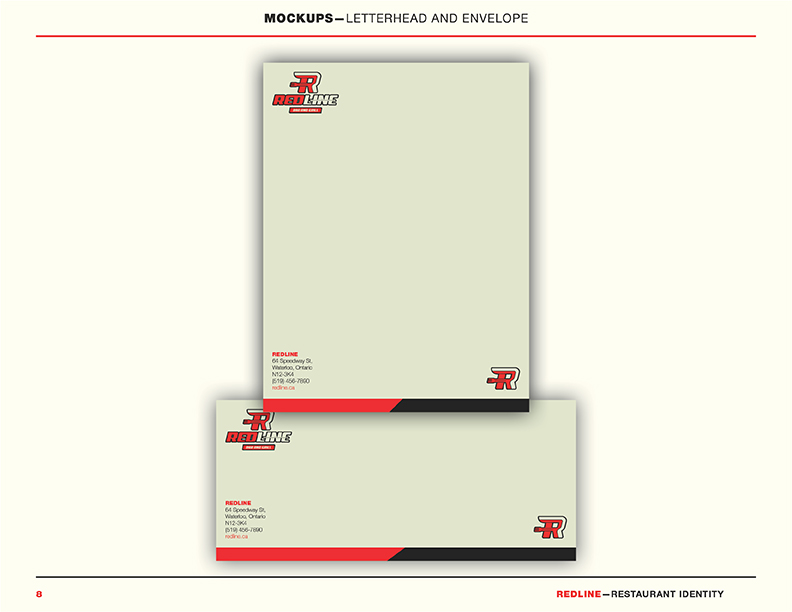 MOCKUPS—LETTERHEAD AND ENVELOPE
R
REDLINE
BAR AND GRILL
REDLINE
64 Speedway St,
Waterloo, Ontario
N12-3K4
(519) 456-7890
redline.ca
R
R
REDLINE
BAR AND GRILL
REDLINE
64 Speedway St,
Waterloo, Ontario
N12-3K4
(519) 456-7890
redline.ca
R
8
REDLINE—RESTAURANT IDENTITY